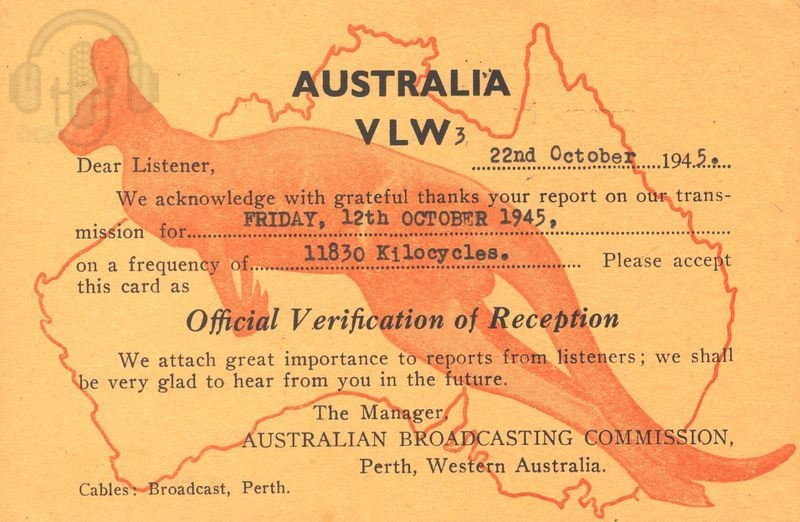 AUSTRALIA
VLW3
Dear Listener,
22nd October 1945.
We acknowledge with grateful thanks your report on our trans-
mission for FRIDAY, 12th OCTOBER 1945,
on a frequency of 11830 Kilocycles. Please accept
this card as
Official Verification of Reception
We attach great importance to reports from listeners; we shall
be very glad to hear from you in the future.
The Manager,
AUSTRALIAN BROADCASTING COMMISSION,
Perth, Western Australia.
Cables: Broadcast, Perth.